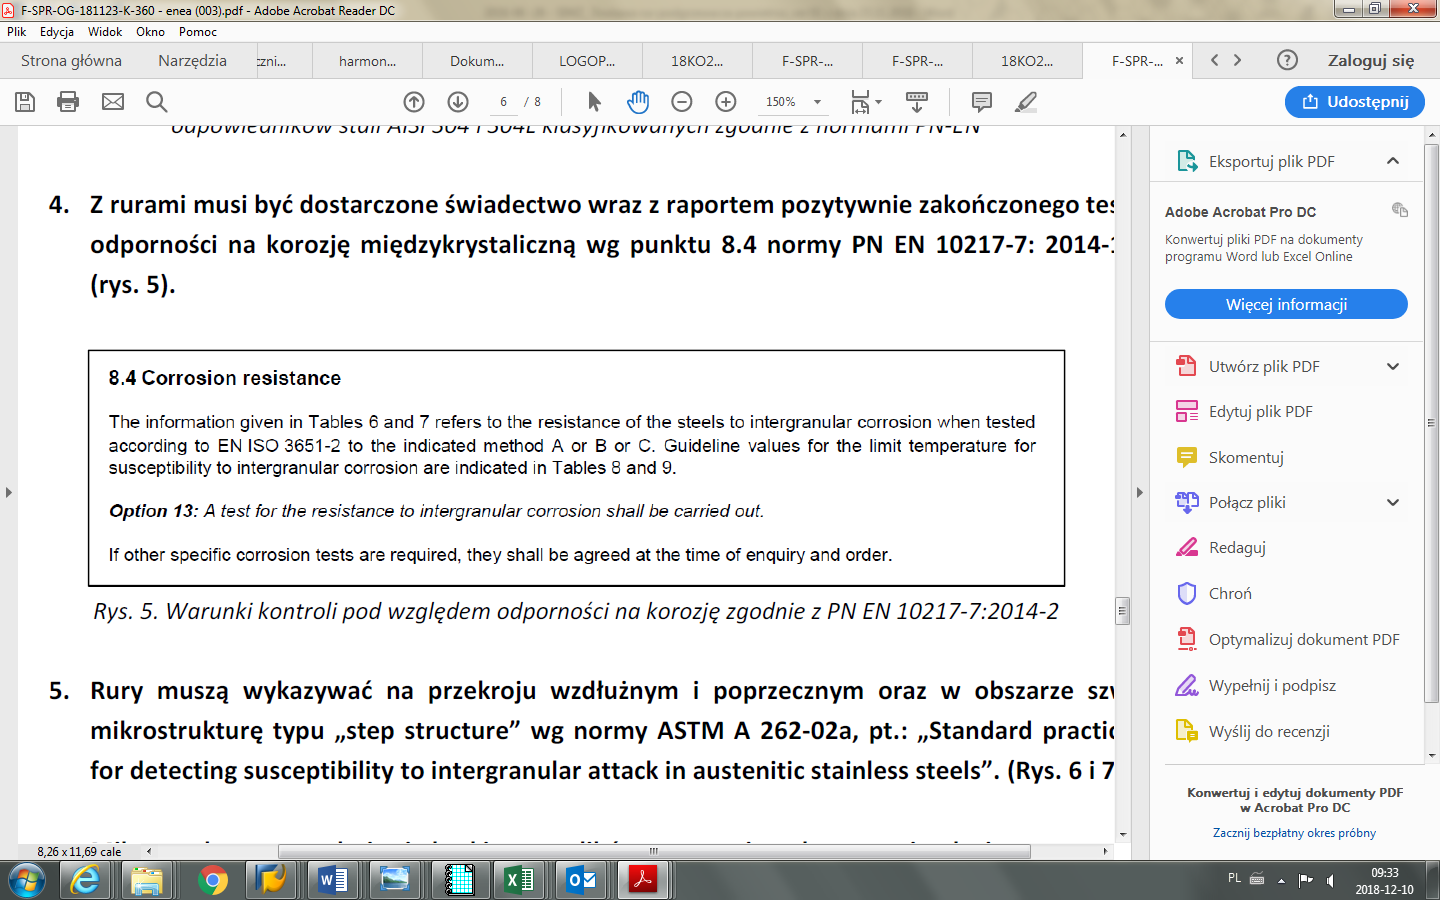 F-SPR-OG-181123-K-360 - enea (003).pdf - Adobe Acrobat Reader DC
Plik Edycja Widok Okno Pomoc
Strona główna Narzędzia :zni... harmon... Dokum... LOGOP... 18KO2... F-SPR-... F-SPR-... 18KO2... F-SPR-... × Zaloguj się
6 / 8 150% Udostępnij
odpowiedników stali AISI 304 i 304L klasyfikowanych zgodnie z normami PN-EN
4. Z rurami musi być dostarczone świadectwo wraz z raportem pozytywnie zakończonego tes
odporności na korozję międzykrystaliczną wg punktu 8.4 normy PN EN 10217-7: 2014-1
(rys. 5).
8.4 Corrosion resistance
The information given in Tables 6 and 7 refers to the resistance of the steels to intergranular corrosion when tested
according to EN ISO 3651-2 to the indicated method A or B or C. Guideline values for the limit temperature for
susceptibility to intergranular corrosion are indicated in Tables 8 and 9.
Option 13: A test for the resistance to intergranular corrosion shall be carried out.
If other specific corrosion tests are required, they shall be agreed at the time of enquiry and order.
Rys. 5. Warunki kontroli pod względem odporności na korozję zgodnie z PN EN 10217-7:2014-2
5. Rury muszą wykazywać na przekroju wzdłużnym i poprzecznym oraz w obszarze szw
mikrostrukturę typu „step structure” wg normy ASTM A 262-02a, pt.: „Standard practic
for detecting susceptibility to intergranular attack in austenitic stainless steels”. (Rys. 6 i 7
8,26 x 11,69 cale
Eksportuj plik PDF
Adobe Acrobat Pro DC
Konwertuj pliki PDF na dokumenty
programu Word lub Excel Online
Więcej informacji
Utwórz plik PDF
Edytuj plik PDF
Skomentuj
Połącz pliki
Redaguj
Chroń
Optymalizuj dokument PDF
Wypełnij i podpisz
Wyślij do recenzji
Konwertuj i edytuj dokumenty PDF
w Acrobat Pro DC
Zacznij bezpłatny okres próbny
PL 09:33
2018-12-10